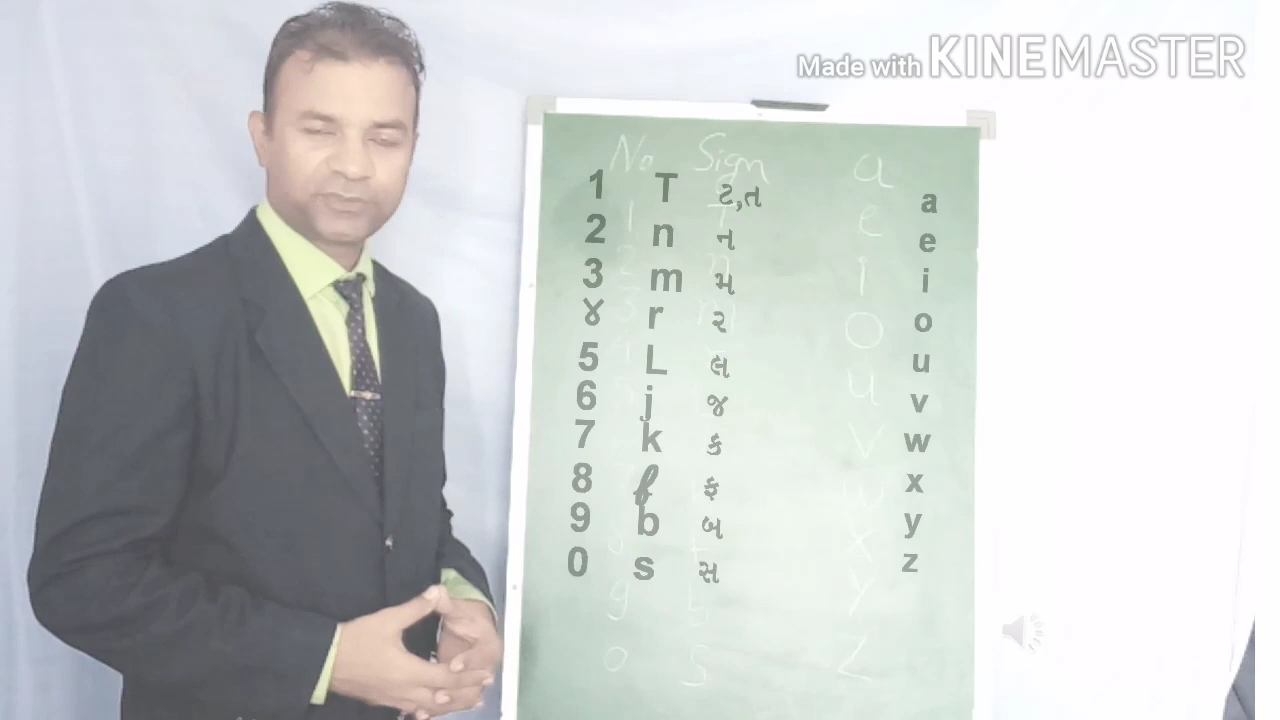 Made with KINEMASTER
No Sign a
1 T ટ,ત a
2 n ન e
3 m મ i
૪ r ર o
5 L લ u
6 j જ v
7 k ક w
8 f ફ x
9 b બ y
0 s સ z